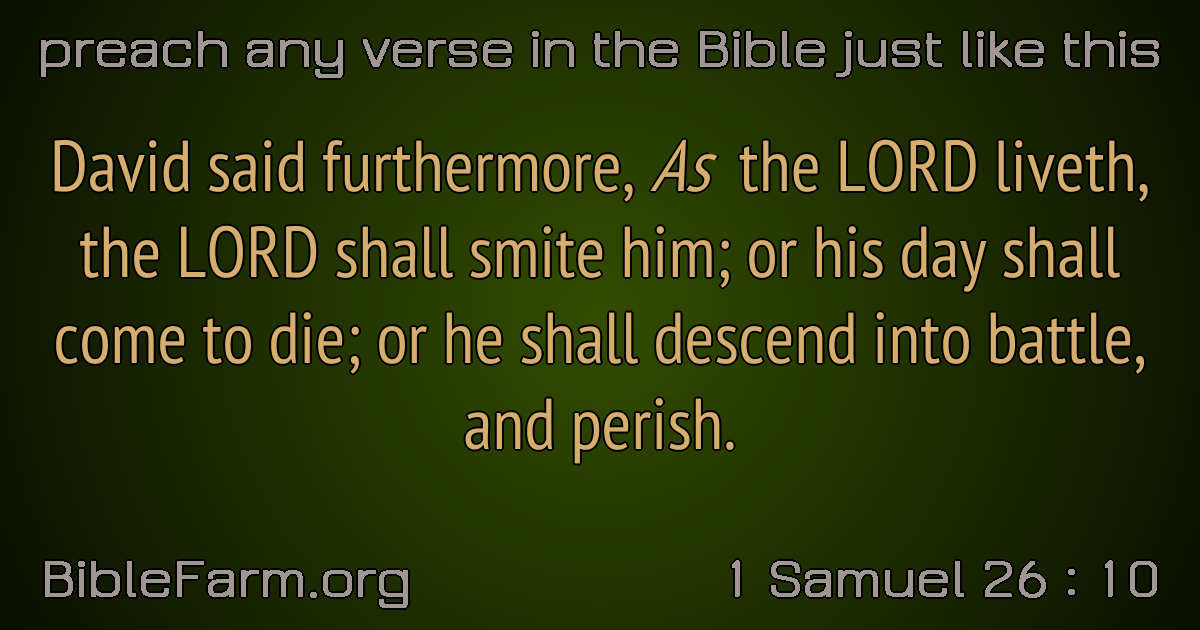 preach any verse in the Bible just like this
David said furthermore, As the LORD liveth,
the LORD shall smite him; or his day shall
come to die; or he shall descend into battle,
and perish.
BibleFarm.org
1 Samuel 26 : 10